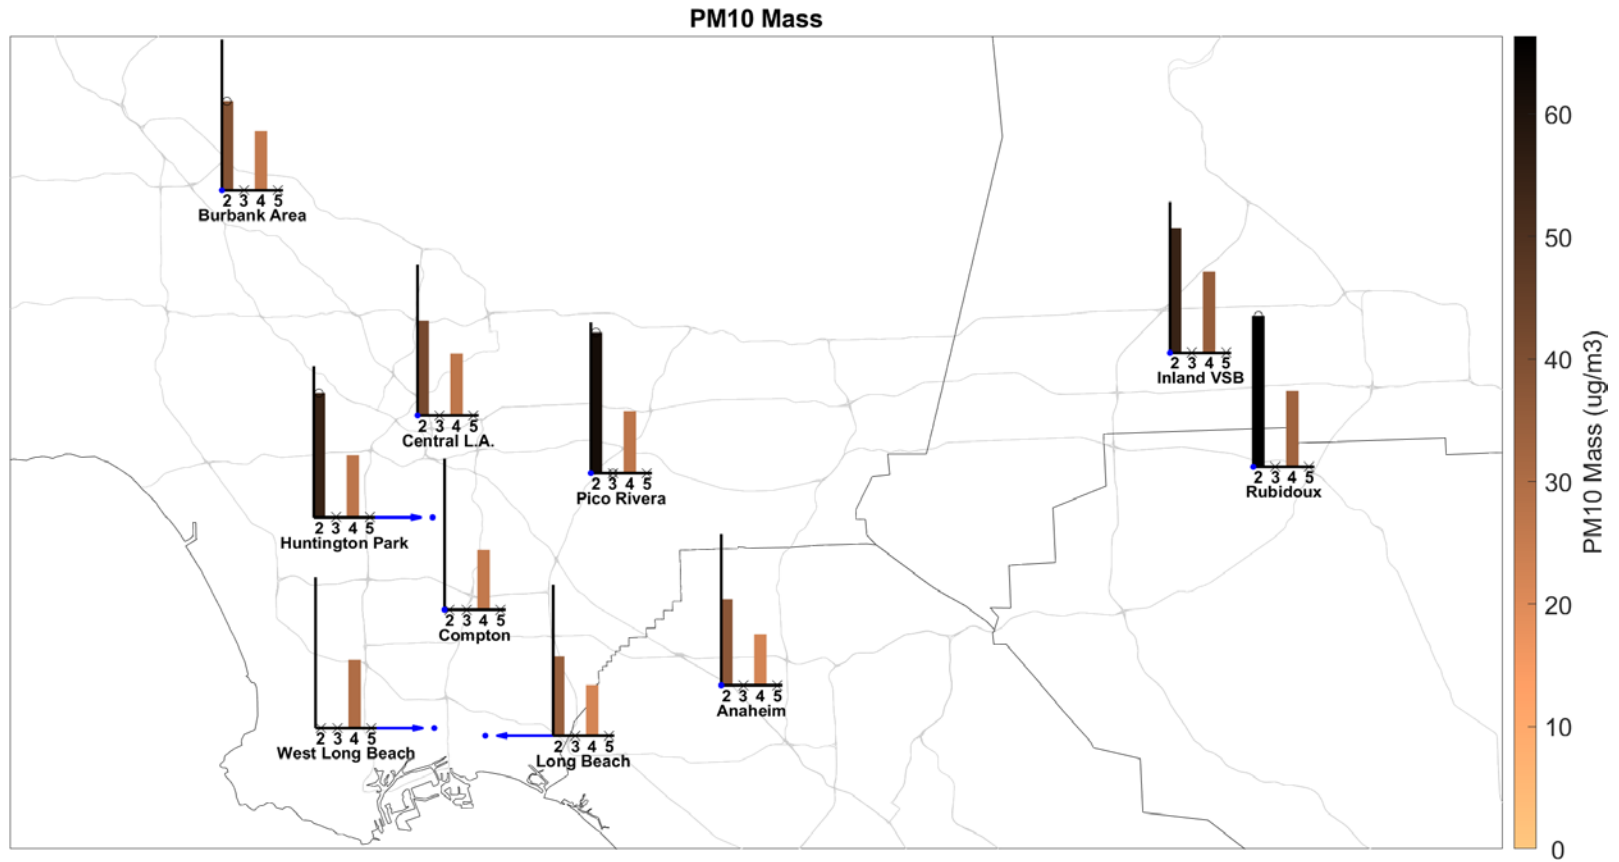 PM10 Mass
2 3 4 5
Burbank Area
2 3 4 5
Central L.A.
2 3 4 5
Pico Rivera
2 3 4 5
Inland VSB
2 3 4 5
Rubidoux
2 3 4 5
Huntington Park
2 3 4 5
Compton
2 3 4 5
West Long Beach
2 3 4 5
Long Beach
2 3 4 5
Anaheim
60
50
40
30
20
10
0
PM10 Mass (ug/m3)